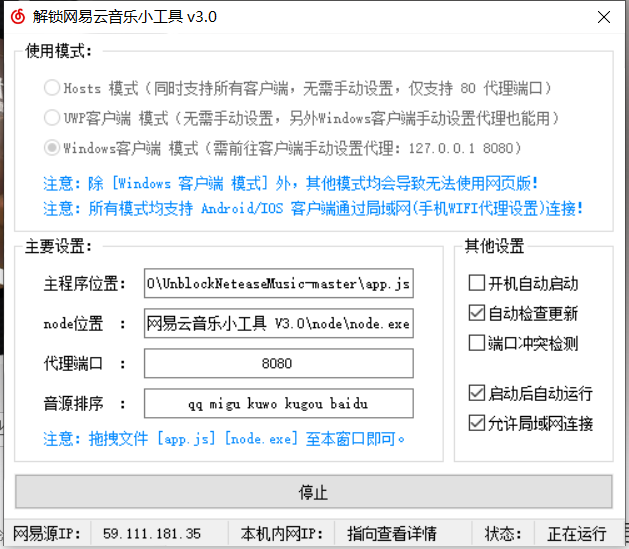 解锁网易云音乐小工具 v3.0
使用模式：
Hosts 模式（同时支持所有客户端，无需手动设置，仅支持 80 代理端口）
UWP客户端 模式（无需手动设置，另外Windows客户端手动设置代理也能用）
Windows客户端 模式（需前往客户端手动设置代理：127.0.0.1 8080）
注意：除 [Windows 客户端 模式] 外，其他模式均会导致无法使用网页版！
注意：所有模式均支持 Android/IOS 客户端通过局域网(手机WIFI代理设置)连接！
主要设置：
主程序位置： 0\UnblockNeteaseMusic-master\app.js
node位置 ： 网易云音乐小工具 V3.0\node\node.exe
代理端口 ： 8080
音源排序 ： qq migu kuwo kugou baidu
注意：拖拽文件 [app.js] [node.exe] 至本窗口即可。
其他设置
开机自动启动
自动检查更新
端口冲突检测
启动后自动运行
允许局域网连接
停止
网易源IP： 59.111.181.35 本机内网IP： 指向查看详情 状态： 正在运行